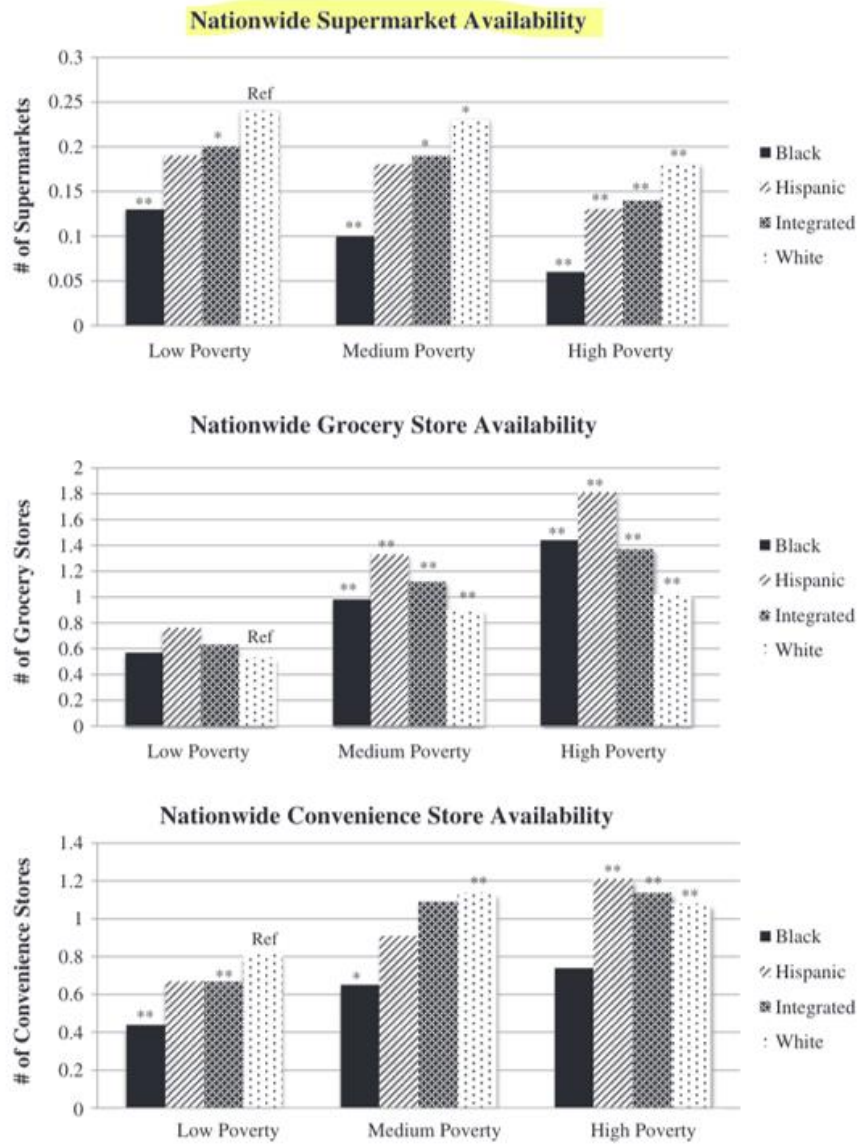 Nationwide Supermarket Availability
# of Supermarkets
0.3
0.25
0.2
0.15
0.1
0.05
0
**
*
Ref
**
*
*
**
**
**
**
Low Poverty
Medium Poverty
High Poverty
Black
Hispanic
Integrated
White
Nationwide Grocery Store Availability
# of Grocery Stores
2
1.8
1.6
1.4
1.2
1
0.8
0.6
0.4
0.2
0
Ref
**
**
**
**
**
**
**
**
Low Poverty
Medium Poverty
High Poverty
Black
Hispanic
Integrated
White
Nationwide Convenience Store Availability
# of Convenience Stores
1.4
1.2
1
0.8
0.6
0.4
0.2
0
**
**
Ref
*
**
**
**
**
Low Poverty
Medium Poverty
High Poverty
Black
Hispanic
Integrated
White